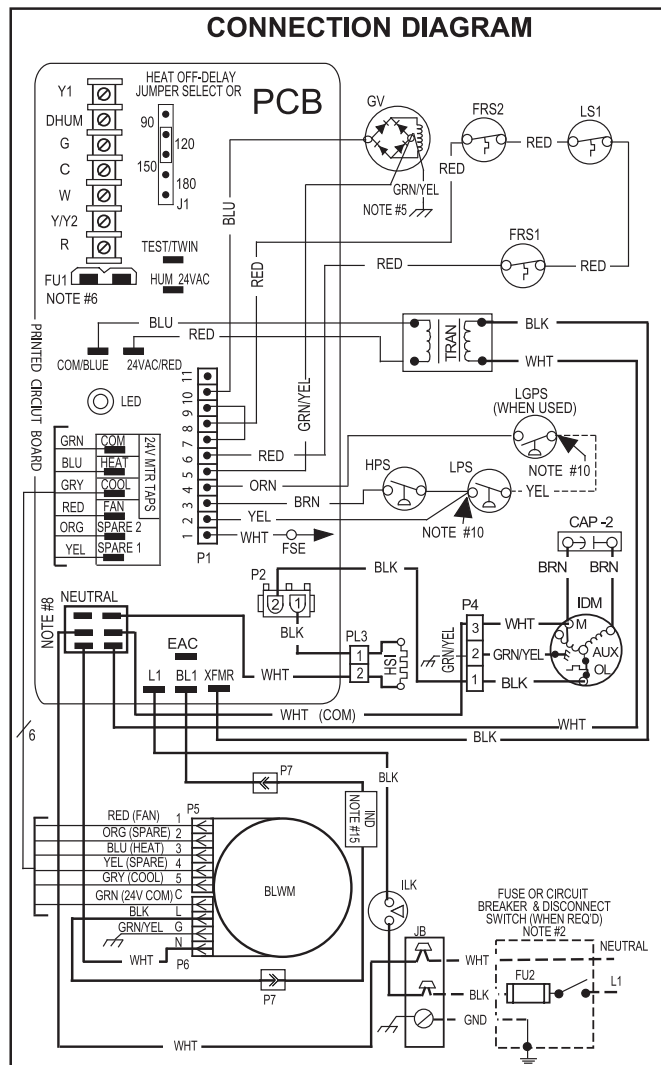 CONNECTION DIAGRAM
HEAT OFF-DELAY
JUMPER SELECT OR
PCB
Y1
DHUM
G
C
W
Y/Y2
R
90
120
150
180
J1
FU1
NOTE #6
TEST/TWIN
HUM 24VAC
GV
GRN/YEL
NOTE #5
FRS2
RED
LS1
RED
BLU
RED
RED
FRS1
RED
RED
PRINTED CIRCIUT BOARD
BLU
RED
COM/BLUE
24VAC/RED
TRAN
BLK
WHT
LED
GRN/YEL
11
10
9
8
7
6
5
4
3
2
1
P1
RED
ORN
BRN
YEL
WHT
FSE
LGPS
(WHEN USED)
NOTE #10
HPS
LPS
YEL
NOTE #10
GRN
COM
BLU
HEAT
GRY
COOL
RED
FAN
ORG
SPARE 2
YEL
SPARE 1
24V MTR TAPS
CAP -2
BRN
BRN
IDM
M
AUX
OL
P2
2
1
BLK
BLK
P4
3
2
1
WHT
GRN/YEL
GRN/YEL
BLK
NOTE #8
NEUTRAL
PL3
1
2
HSI
WHT
EAC
L1
BL1
XFMR
WHT (COM)
WHT
BLK
6
P7
BLK
IND
NOTE #15
RED (FAN)
1
P5
ORG (SPARE)
2
BLU (HEAT)
3
YEL (SPARE)
4
GRY (COOL)
5
GRN (24V COM)
C
BLK
L
GRN/YEL
G
N
WHT
P6
BLWM
P7
ILK
JB
FUSE OR CIRCUIT
BREAKER & DISCONNECT
SWITCH (WHEN REQ'D)
NOTE #2
NEUTRAL
WHT
FU2
L1
BLK
GND
WHT